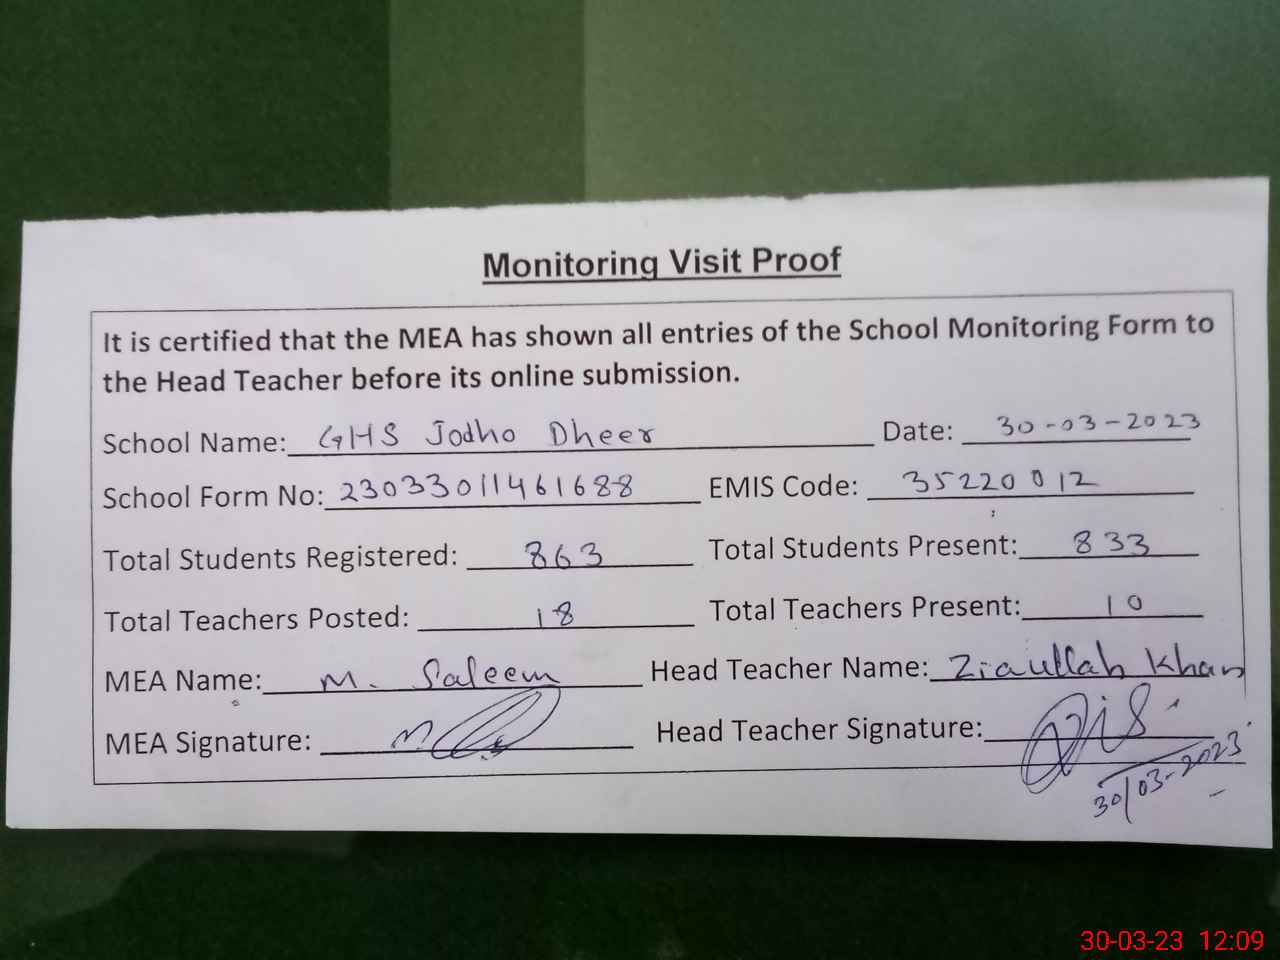 Monitoring Visit Proof
It is certified that the MEA has shown all entries of the School Monitoring Form to
the Head Teacher before its online submission.
School Name: GHS Jodho Dheer Date: 30-03-2023
School Form No: 23033011461688 EMIS Code: 35220012
Total Students Registered: 863 Total Students Present: 833
Total Teachers Posted: 18 Total Teachers Present: 10
MEA Name: M. Saleem Head Teacher Name: Ziaullah Khan
MEA Signature: Head Teacher Signature:
30/03-2023
30-03-23 12:09